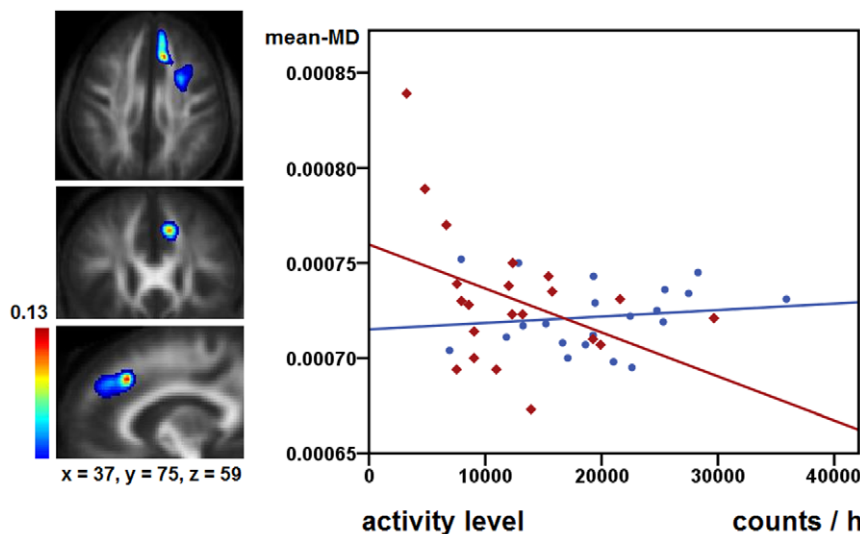 mean-MD
0.00085
0.00080
0.00075
0.00070
0.00065
0 10000 20000 30000 40000
activity level counts / h
0.13
x = 37, y = 75, z = 59